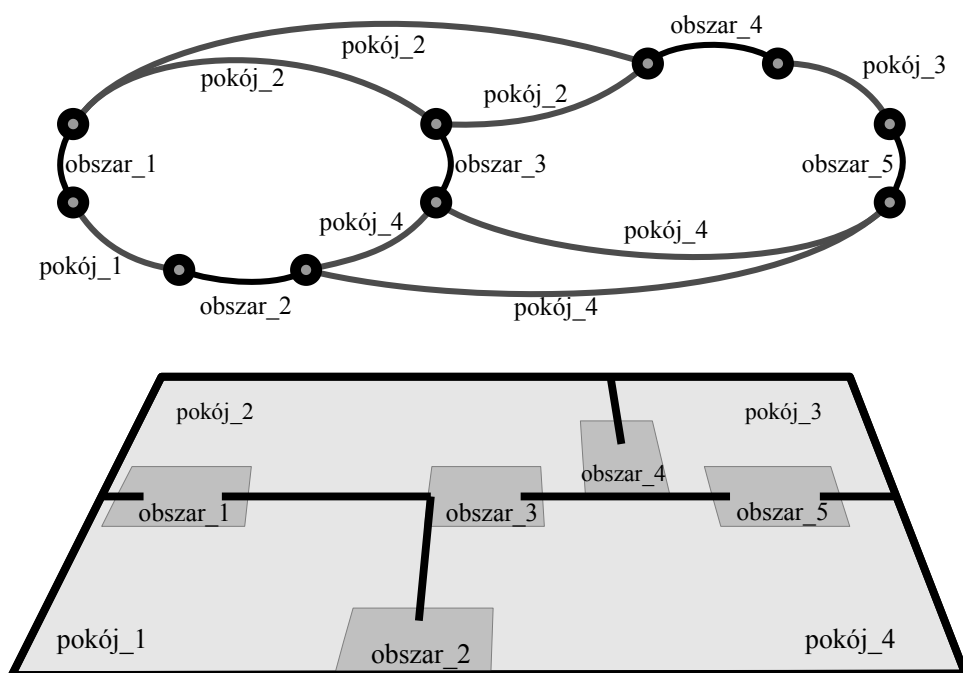 obszar_4
pokój_2
pokój_3
pokój_2
pokój_2
obszar_1
obszar_3
obszar_5
pokój_4
pokój_4
pokój_1
obszar_2
pokój_4
pokój_2
pokój_3
obszar_4
obszar_1
obszar_3
obszar_5
pokój_1
pokój_4
obszar_2